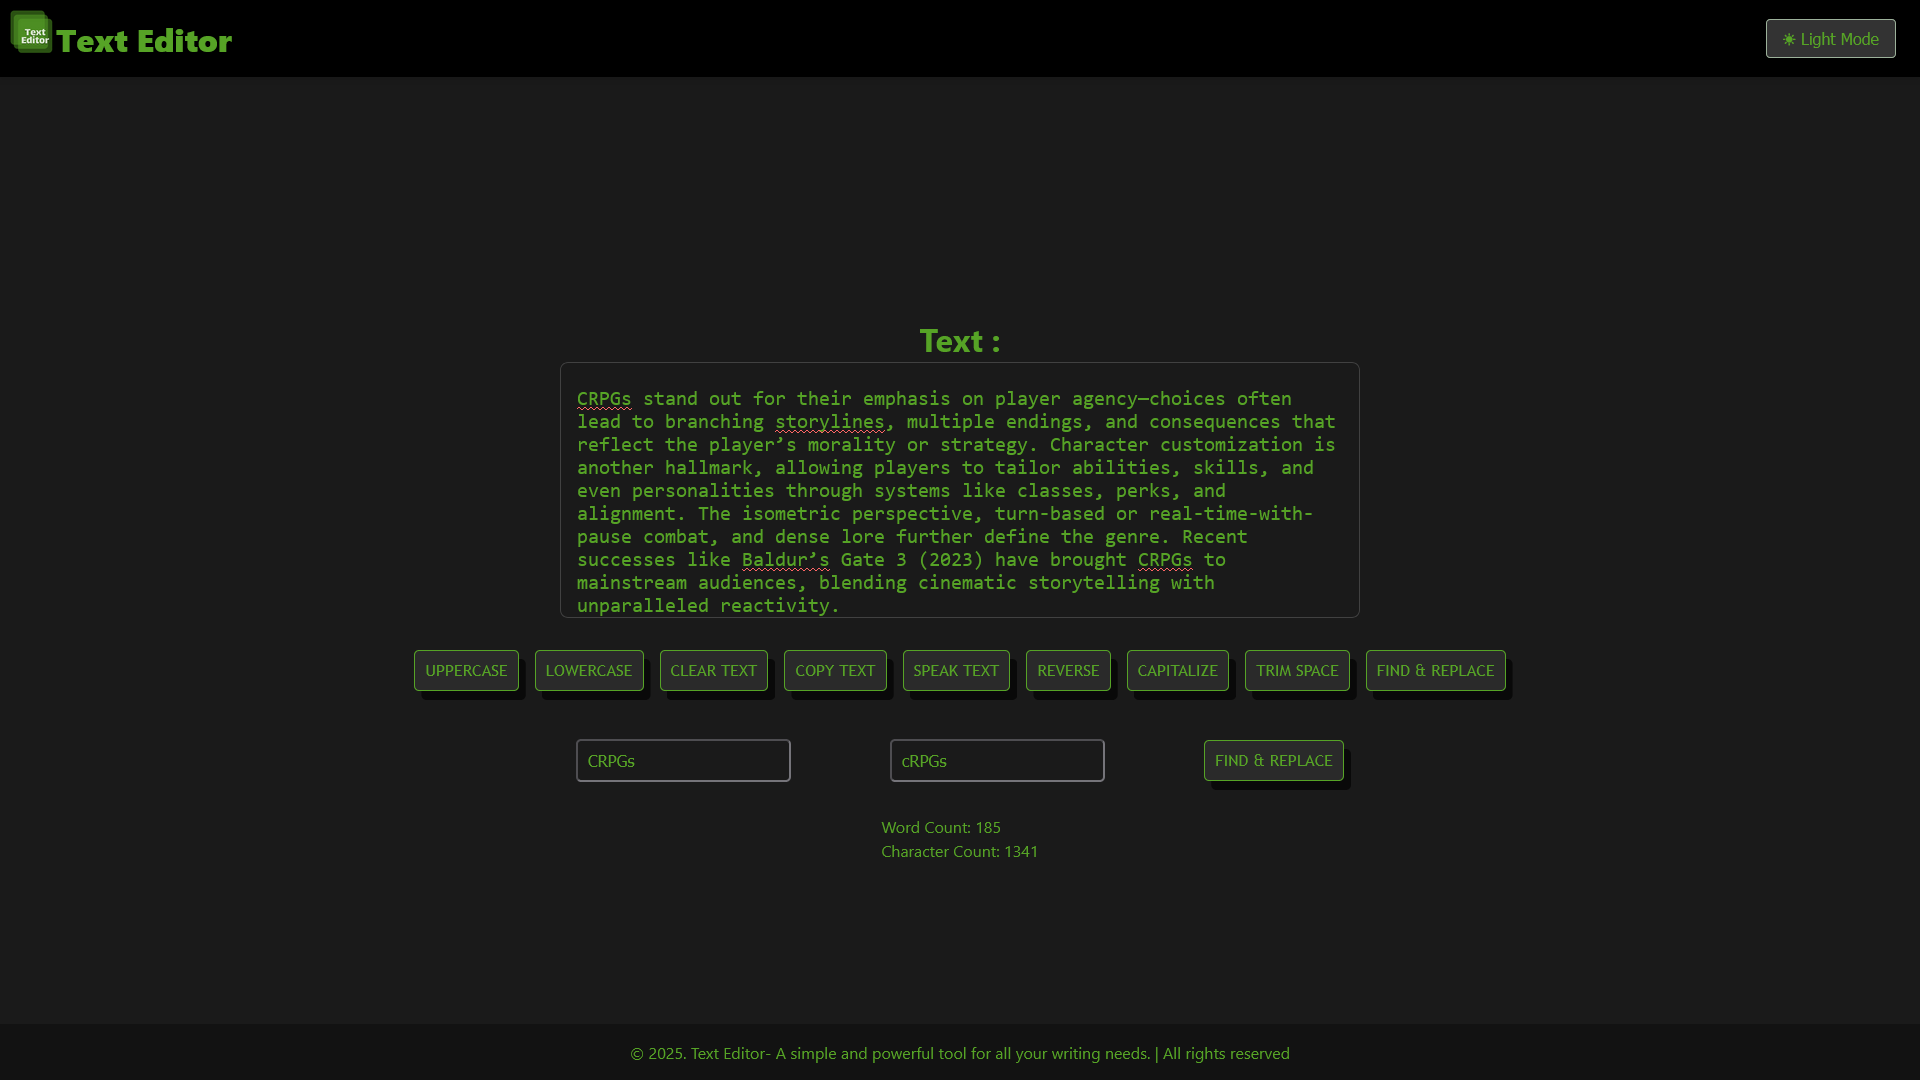 Text
Editor
Text Editor
☀ Light Mode
Text :
CRPGs stand out for their emphasis on player agency—choices often
lead to branching storylines, multiple endings, and consequences that
reflect the player’s morality or strategy. Character customization is
another hallmark, allowing players to tailor abilities, skills, and
even personalities through systems like classes, perks, and
alignment. The isometric perspective, turn-based or real-time-with-
pause combat, and dense lore further define the genre. Recent
successes like Baldur’s Gate 3 (2023) have brought CRPGs to
mainstream audiences, blending cinematic storytelling with
unparalleled reactivity.
UPPERCASE LOWERCASE CLEAR TEXT COPY TEXT SPEAK TEXT REVERSE CAPITALIZE TRIM SPACE FIND & REPLACE
CRPGs cRPGs FIND & REPLACE
Word Count: 185
Character Count: 1341
© 2025. Text Editor- A simple and powerful tool for all your writing needs. | All rights reserved